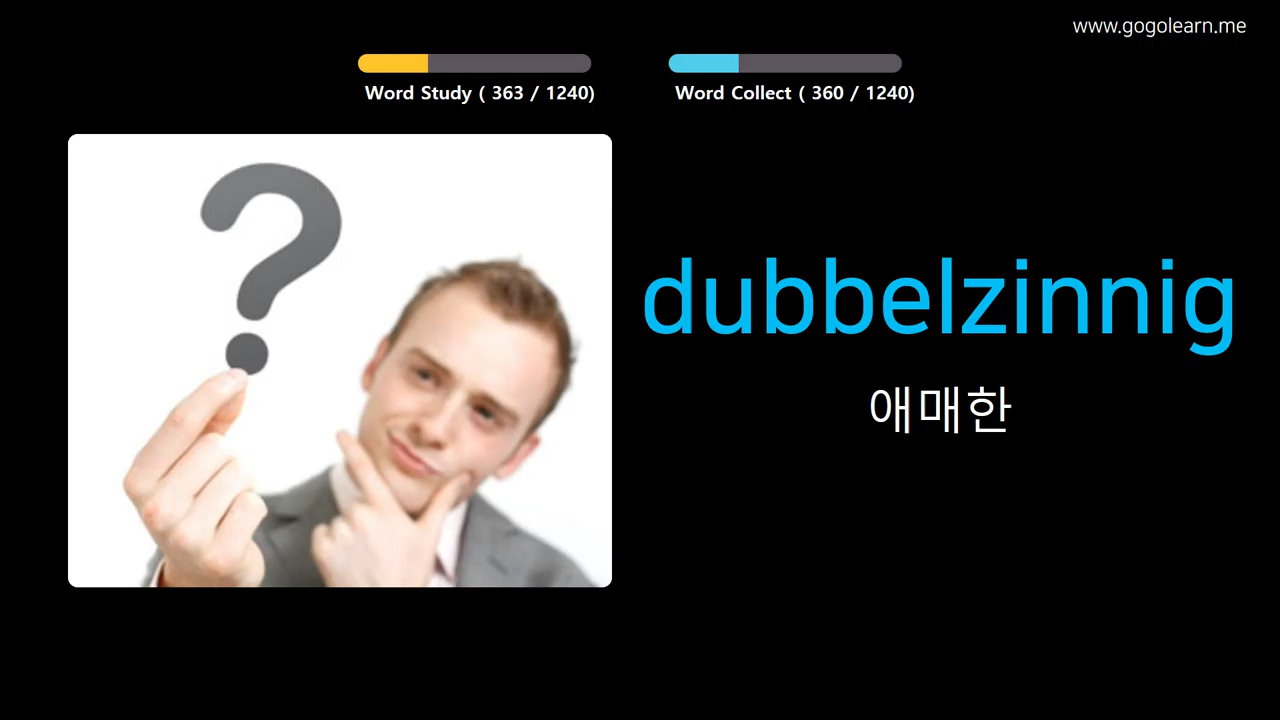 www.gogolearn.me
Word Study ( 363 / 1240)
Word Collect ( 360 / 1240)
?
dubbelzinnig
애매한